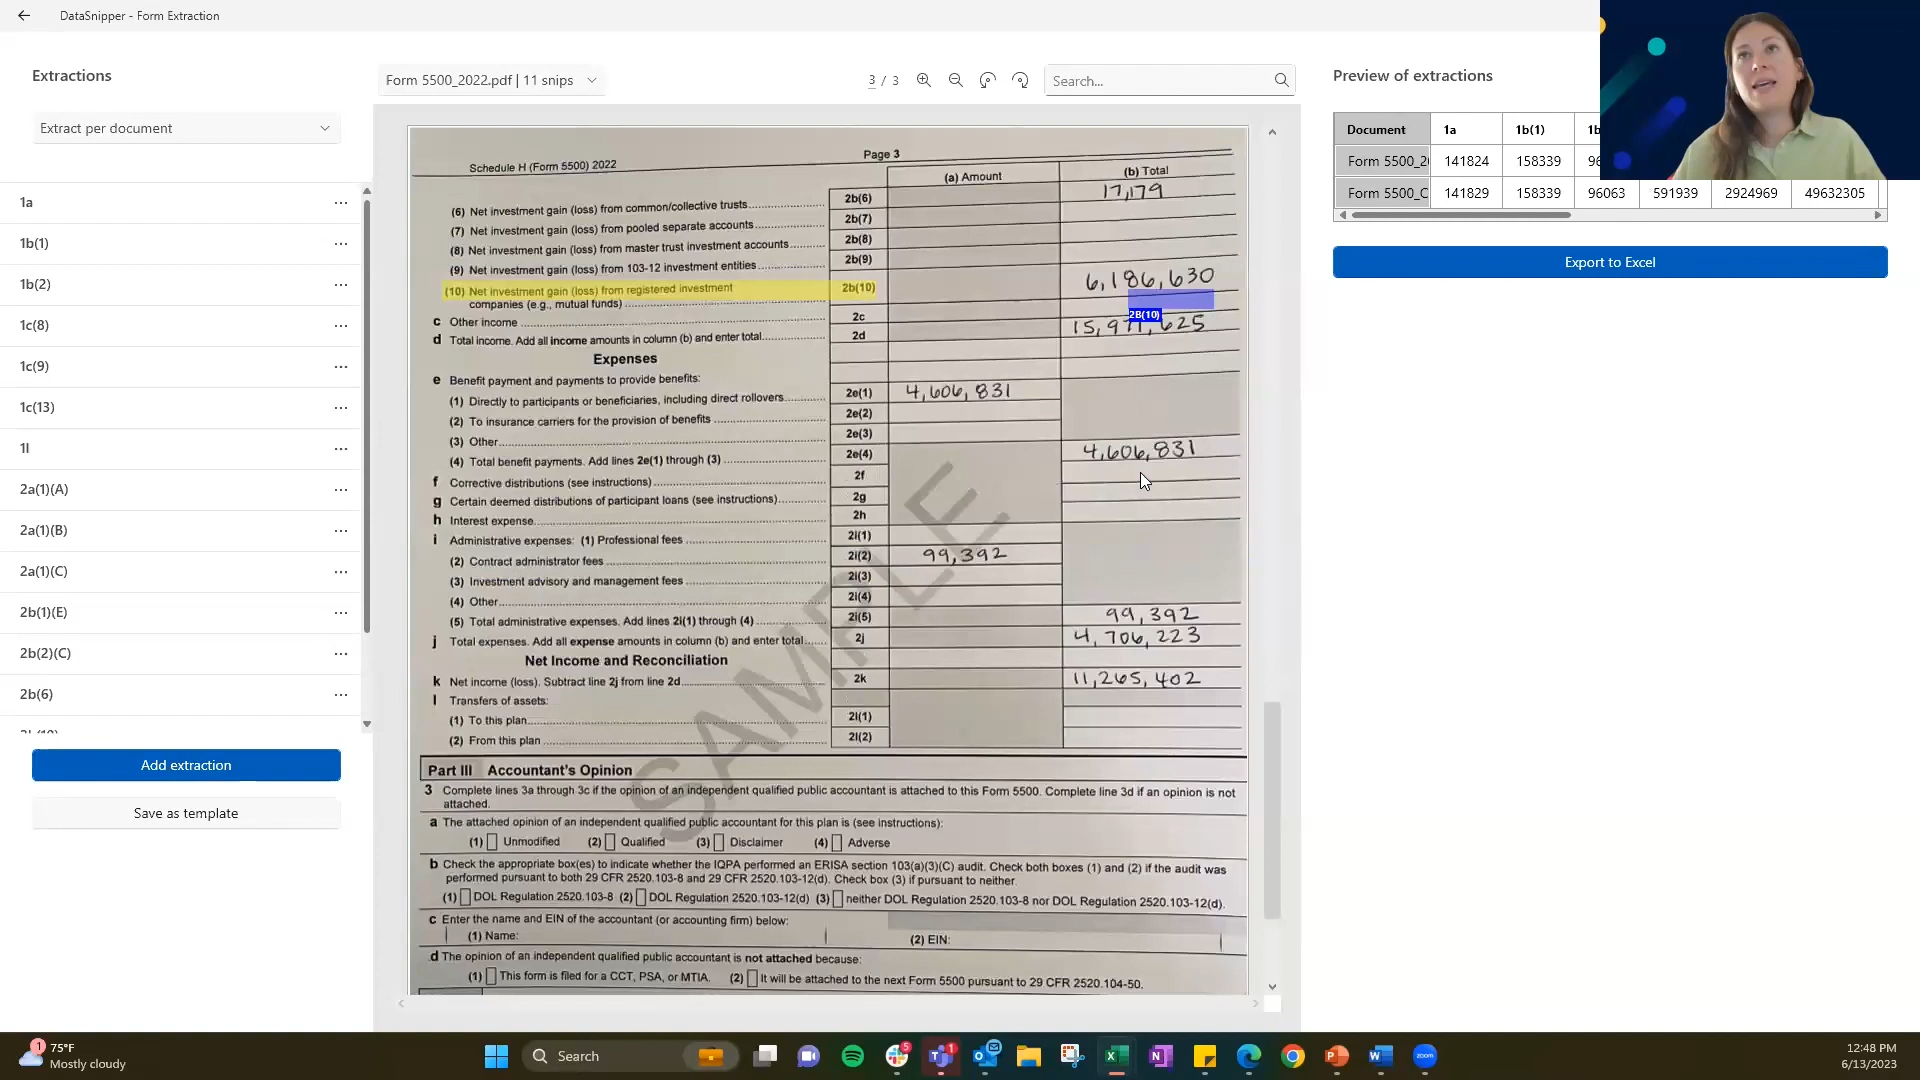 DataSnipper - Form Extraction
Extractions
Form 5500_2022.pdf | 11 snips
3 / 3
Search...
Preview of extractions
Extract per document
Document 1a 1b(1) 1b
Form 5500_20 141824 158339 96
Form 5500_C 141829 158339 96063 591939 2924969 49632305
Export to Excel
1a ...
1b(1) ...
1b(2) ...
1c(8) ...
1c(9) ...
1c(13) ...
1l ...
2a(1)(A) ...
2a(1)(B) ...
2a(1)(C) ...
2b(1)(E) ...
2b(2)(C) ...
2b(6) ...
Add extraction
Save as template
Schedule H (Form 5500) 2022
Page 3
(a) Amount (b) Total
(6) Net investment gain (loss) from common/collective trusts 2b(6) 17,179
(7) Net investment gain (loss) from pooled separate accounts 2b(7)
(8) Net investment gain (loss) from master trust investment accounts 2b(8)
(9) Net investment gain (loss) from 103-12 investment entities 2b(9)
(10) Net investment gain (loss) from registered investment 2b(10) 6,186,630
companies (e.g., mutual funds)
2B(10)
c Other income 2c
d Total income. Add all income amounts in column (b) and enter total 2d 15,971,625
Expenses
e Benefit payment and payments to provide benefits:
(1) Directly to participants or beneficiaries, including direct rollovers 2e(1) 4,606,831
(2) To insurance carriers for the provision of benefits 2e(2)
(3) Other 2e(3)
(4) Total benefit payments. Add lines 2e(1) through (3) 2e(4) 4,606,831
f Corrective distributions (see instructions) 2f
g Certain deemed distributions of participant loans (see instructions) 2g
h Interest expense 2h
i Administrative expenses: (1) Professional fees 2i(1)
(2) Contract administrator fees 2i(2) 99,392
(3) Investment advisory and management fees 2i(3)
(4) Other 2i(4)
(5) Total administrative expenses. Add lines 2i(1) through (4) 2i(5) 99,392
j Total expenses. Add all expense amounts in column (b) and enter total 2j 4,706,223
Net Income and Reconciliation
k Net income (loss). Subtract line 2j from line 2d 2k 11,265,402
l Transfers of assets:
(1) To this plan 2l(1)
(2) From this plan 2l(2)
SAMPLE
Part III Accountant's Opinion
3 Complete lines 3a through 3c if the opinion of an independent qualified public accountant is attached to this Form 5500. Complete line 3d if an opinion is not
attached.
a The attached opinion of an independent qualified public accountant for this plan is (see instructions):
(1) Unmodified (2) Qualified (3) Disclaimer (4) Adverse
b Check the appropriate box(es) to indicate whether the IQPA performed an ERISA section 103(a)(3)(C) audit. Check both boxes (1) and (2) if the audit was
performed pursuant to both 29 CFR 2520.103-8 and 29 CFR 2520.103-12(d). Check box (3) if pursuant to neither.
(1) DOL Regulation 2520.103-8 (2) DOL Regulation 2520.103-12(d) (3) neither DOL Regulation 2520.103-8 nor DOL Regulation 2520.103-12(d).
c Enter the name and EIN of the accountant (or accounting firm) below:
(1) Name: (2) EIN:
d The opinion of an independent qualified public accountant is not attached because:
(1) This form is filed for a CCT, PSA, or MTIA. (2) It will be attached to the next Form 5500 pursuant to 29 CFR 2520.104-50.
1
75°F
Mostly cloudy
Search
5
1
zoom
12:48 PM
6/13/2023